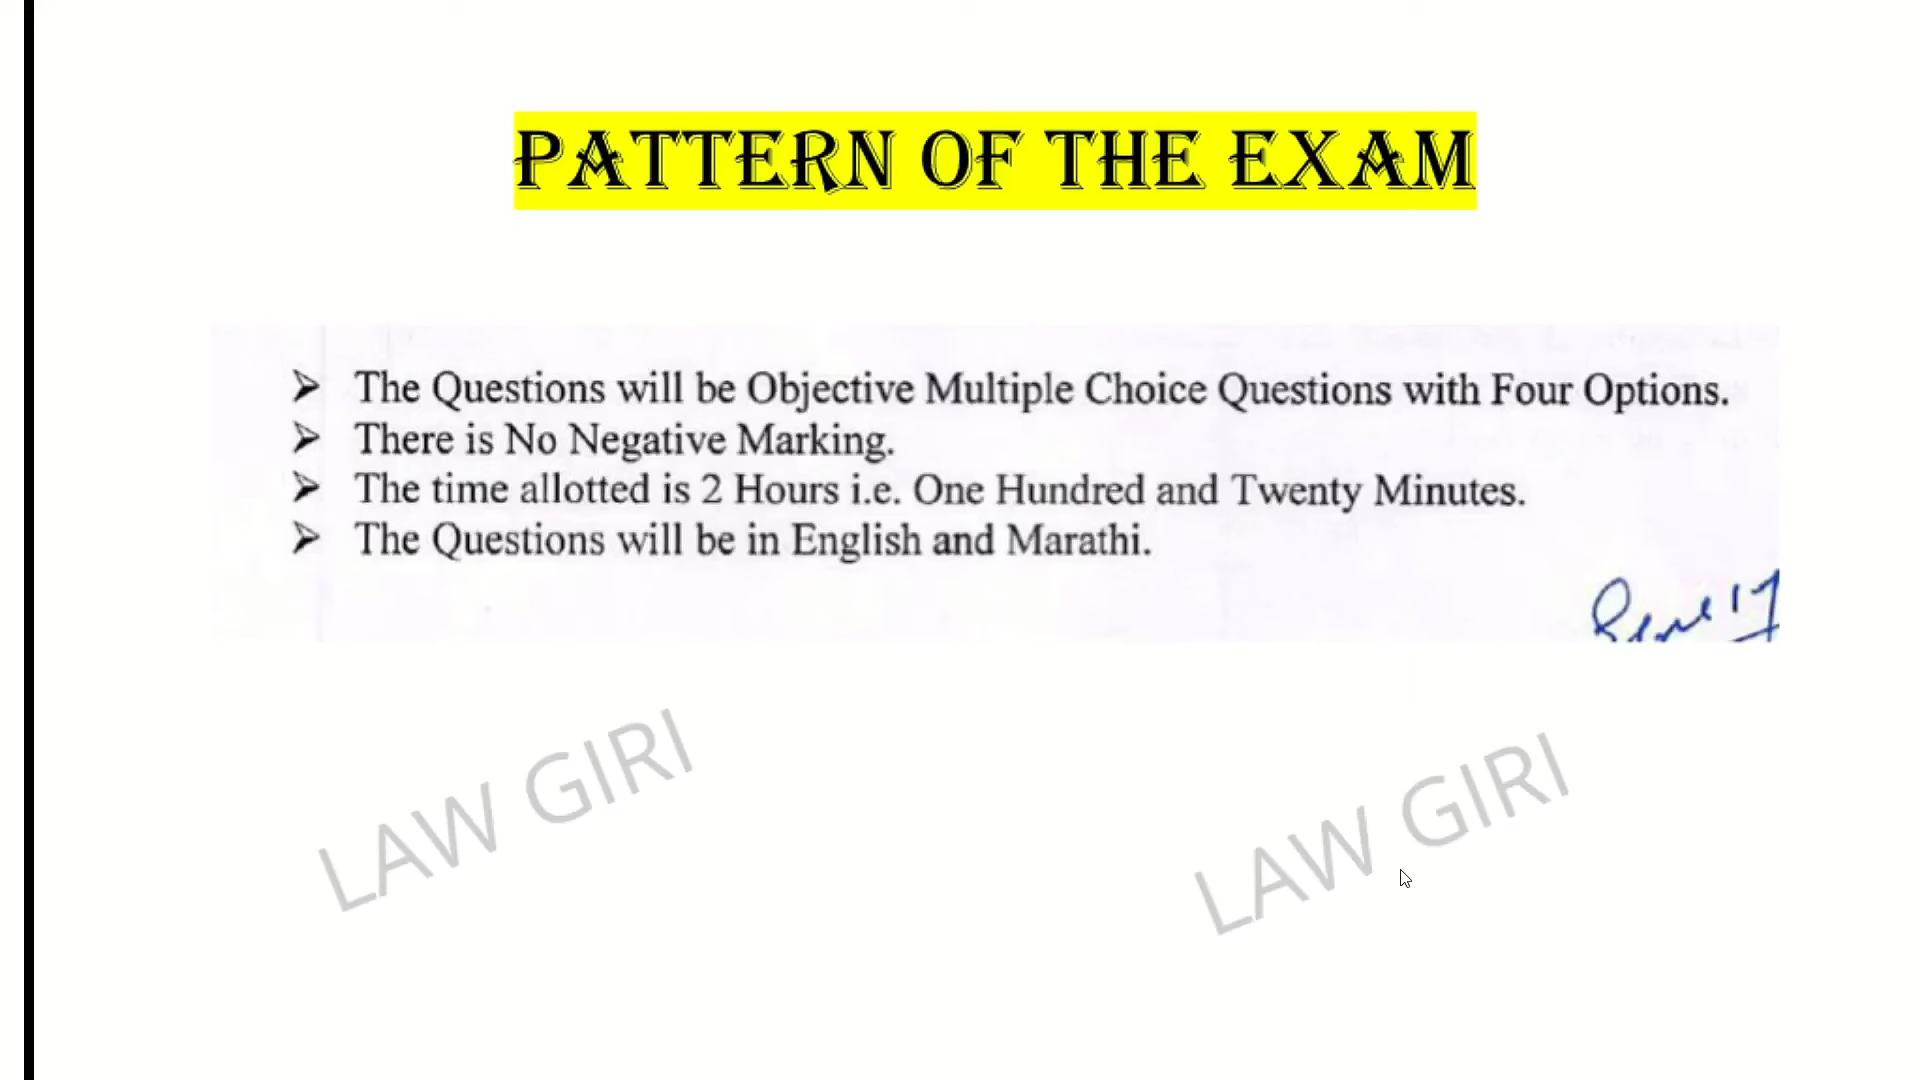 PATTERN OF THE EXAM
➢ The Questions will be Objective Multiple Choice Questions with Four Options.
➢ There is No Negative Marking.
➢ The time allotted is 2 Hours i.e. One Hundred and Twenty Minutes.
➢ The Questions will be in English and Marathi.
LAW GIRI
LAW GIRI